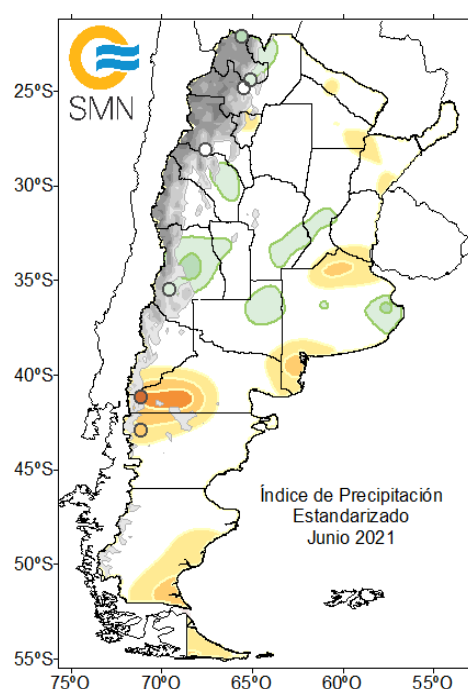 SMN
25°S
30°S
35°S
40°S
45°S
50°S
55°S
Índice de Precipitación
Estandarizado
Junio 2021
75°O 70°O 65°O 60°O 55°O